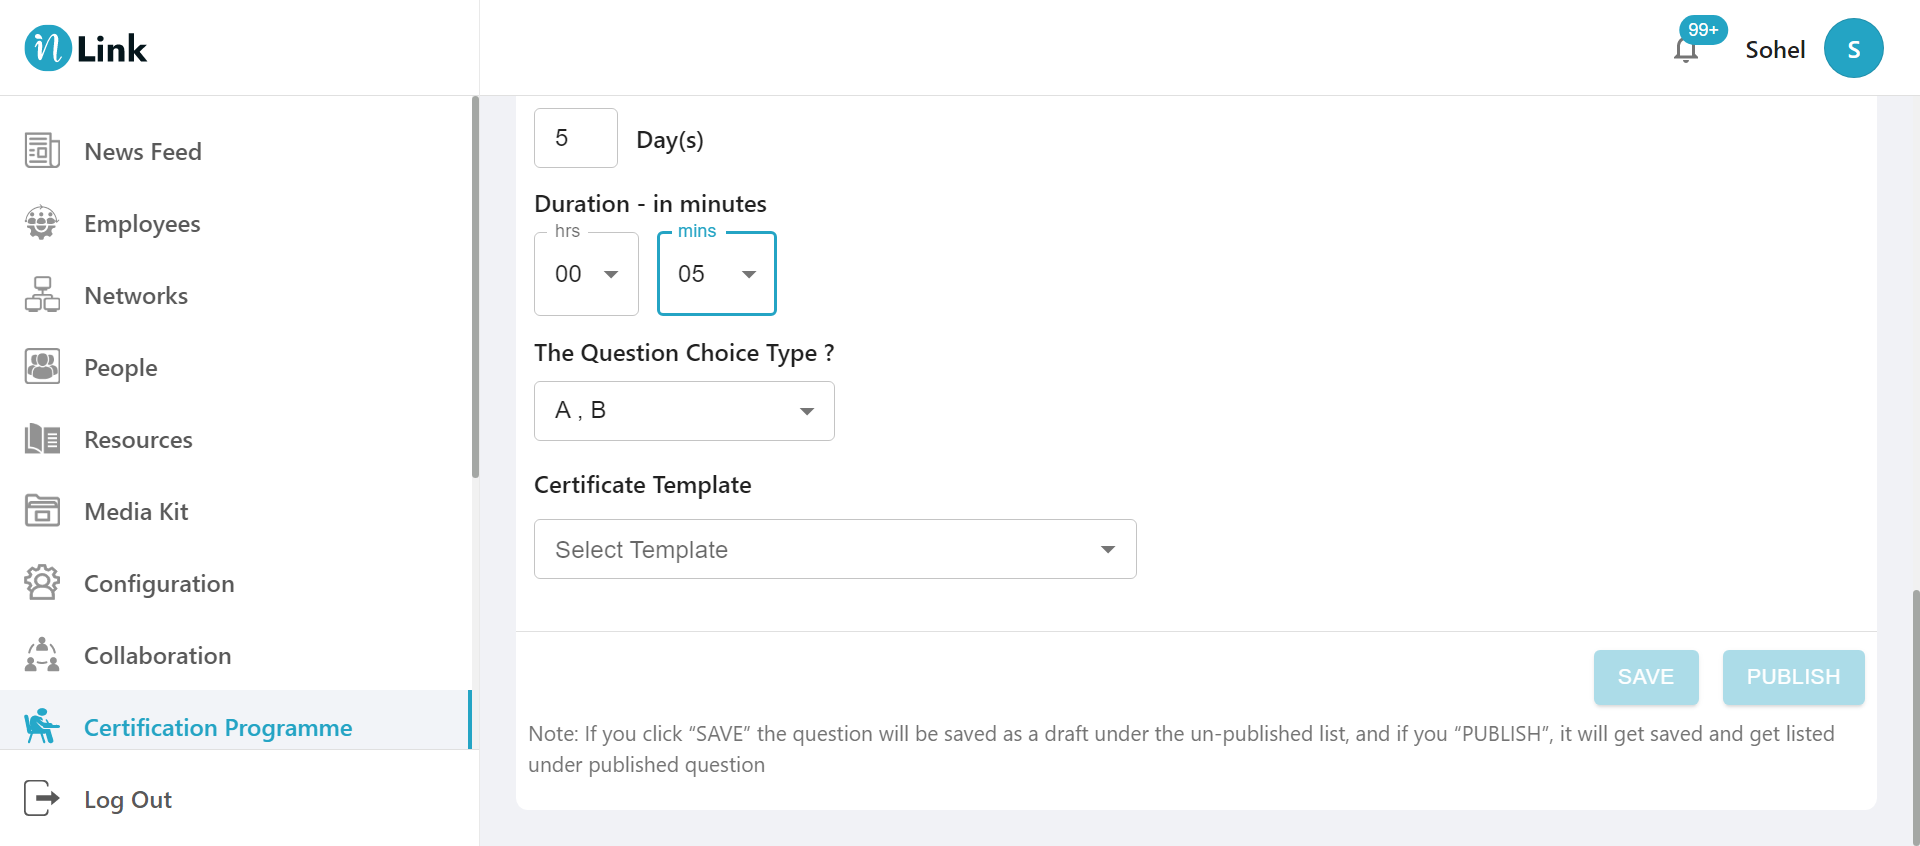 n Link
99+
Sohel
S
News Feed
Employees
Networks
People
Resources
Media Kit
Configuration
Collaboration
Certification Programme
Log Out
5 Day(s)
Duration - in minutes
hrs mins
00 05
The Question Choice Type ?
A , B
Certificate Template
Select Template
SAVE PUBLISH
Note: If you click “SAVE” the question will be saved as a draft under the un-published list, and if you “PUBLISH”, it will get saved and get listed
under published question